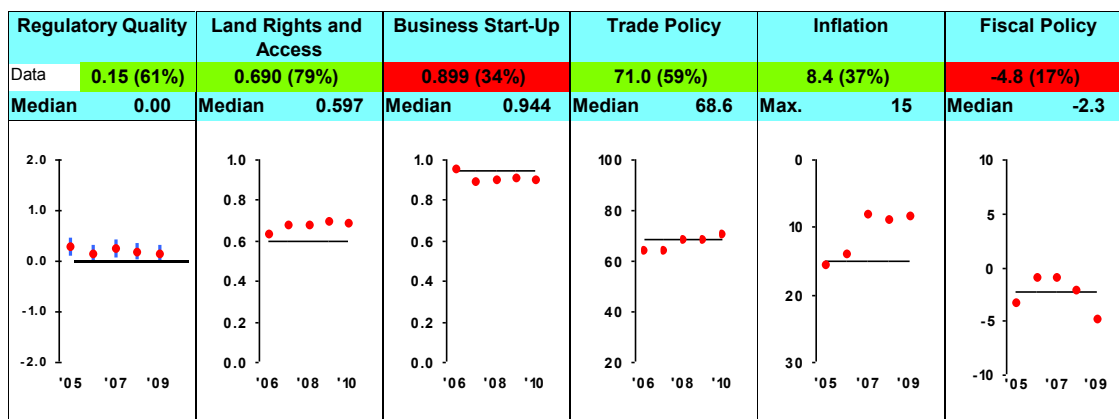 Regulatory Quality
Data 0.15 (61%)
Median 0.00
2.0
1.0
0.0
-1.0
-2.0
'05 '07 '09
Land Rights and
Access
0.690 (79%)
Median 0.597
1.0
0.8
0.6
0.4
0.2
0.0
'06 '08 '10
Business Start-Up
0.899 (34%)
Median 0.944
1.0
0.8
0.6
0.4
0.2
0.0
'06 '08 '10
Trade Policy
71.0 (59%)
Median 68.6
100
80
60
40
20
'06 '08 '10
Inflation
8.4 (37%)
Max. 15
0
10
20
30
'05 '07 '09
Fiscal Policy
-4.8 (17%)
Median -2.3
10
5
0
-5
-10
'05 '07 '09